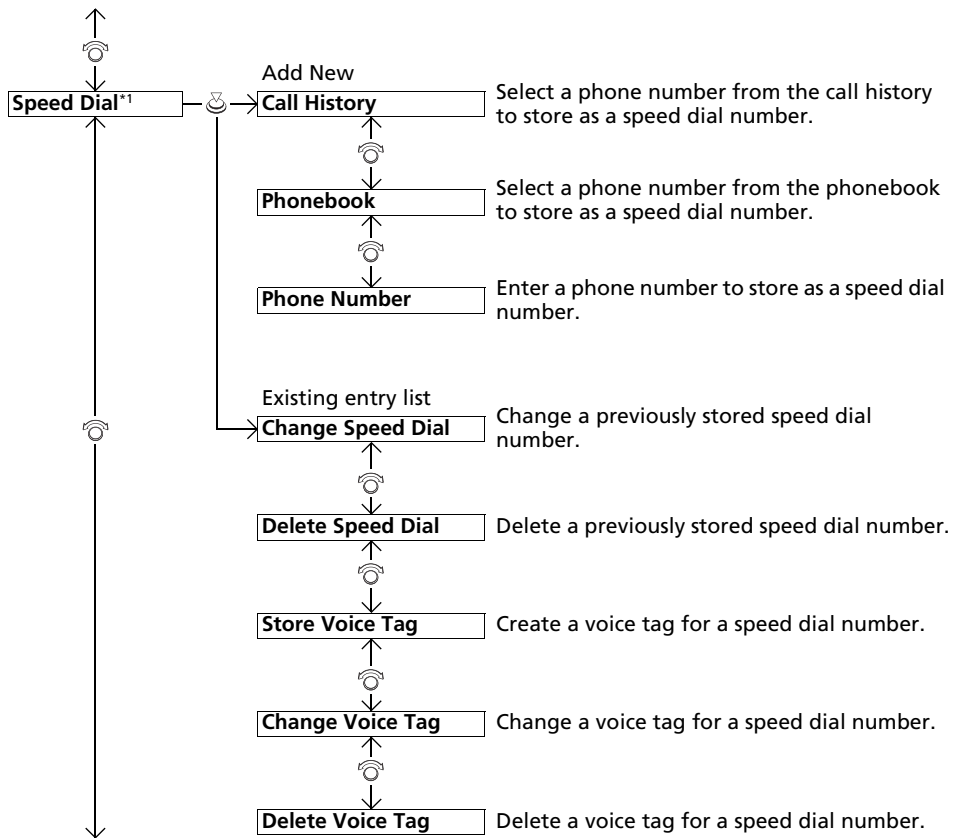 Add New
Speed Dial*1
Call History
Select a phone number from the call history
to store as a speed dial number.
Phonebook
Select a phone number from the phonebook
to store as a speed dial number.
Phone Number
Enter a phone number to store as a speed dial
number.
Existing entry list
Change Speed Dial
Change a previously stored speed dial
number.
Delete Speed Dial
Delete a previously stored speed dial number.
Store Voice Tag
Create a voice tag for a speed dial number.
Change Voice Tag
Change a voice tag for a speed dial number.
Delete Voice Tag
Delete a voice tag for a speed dial number.